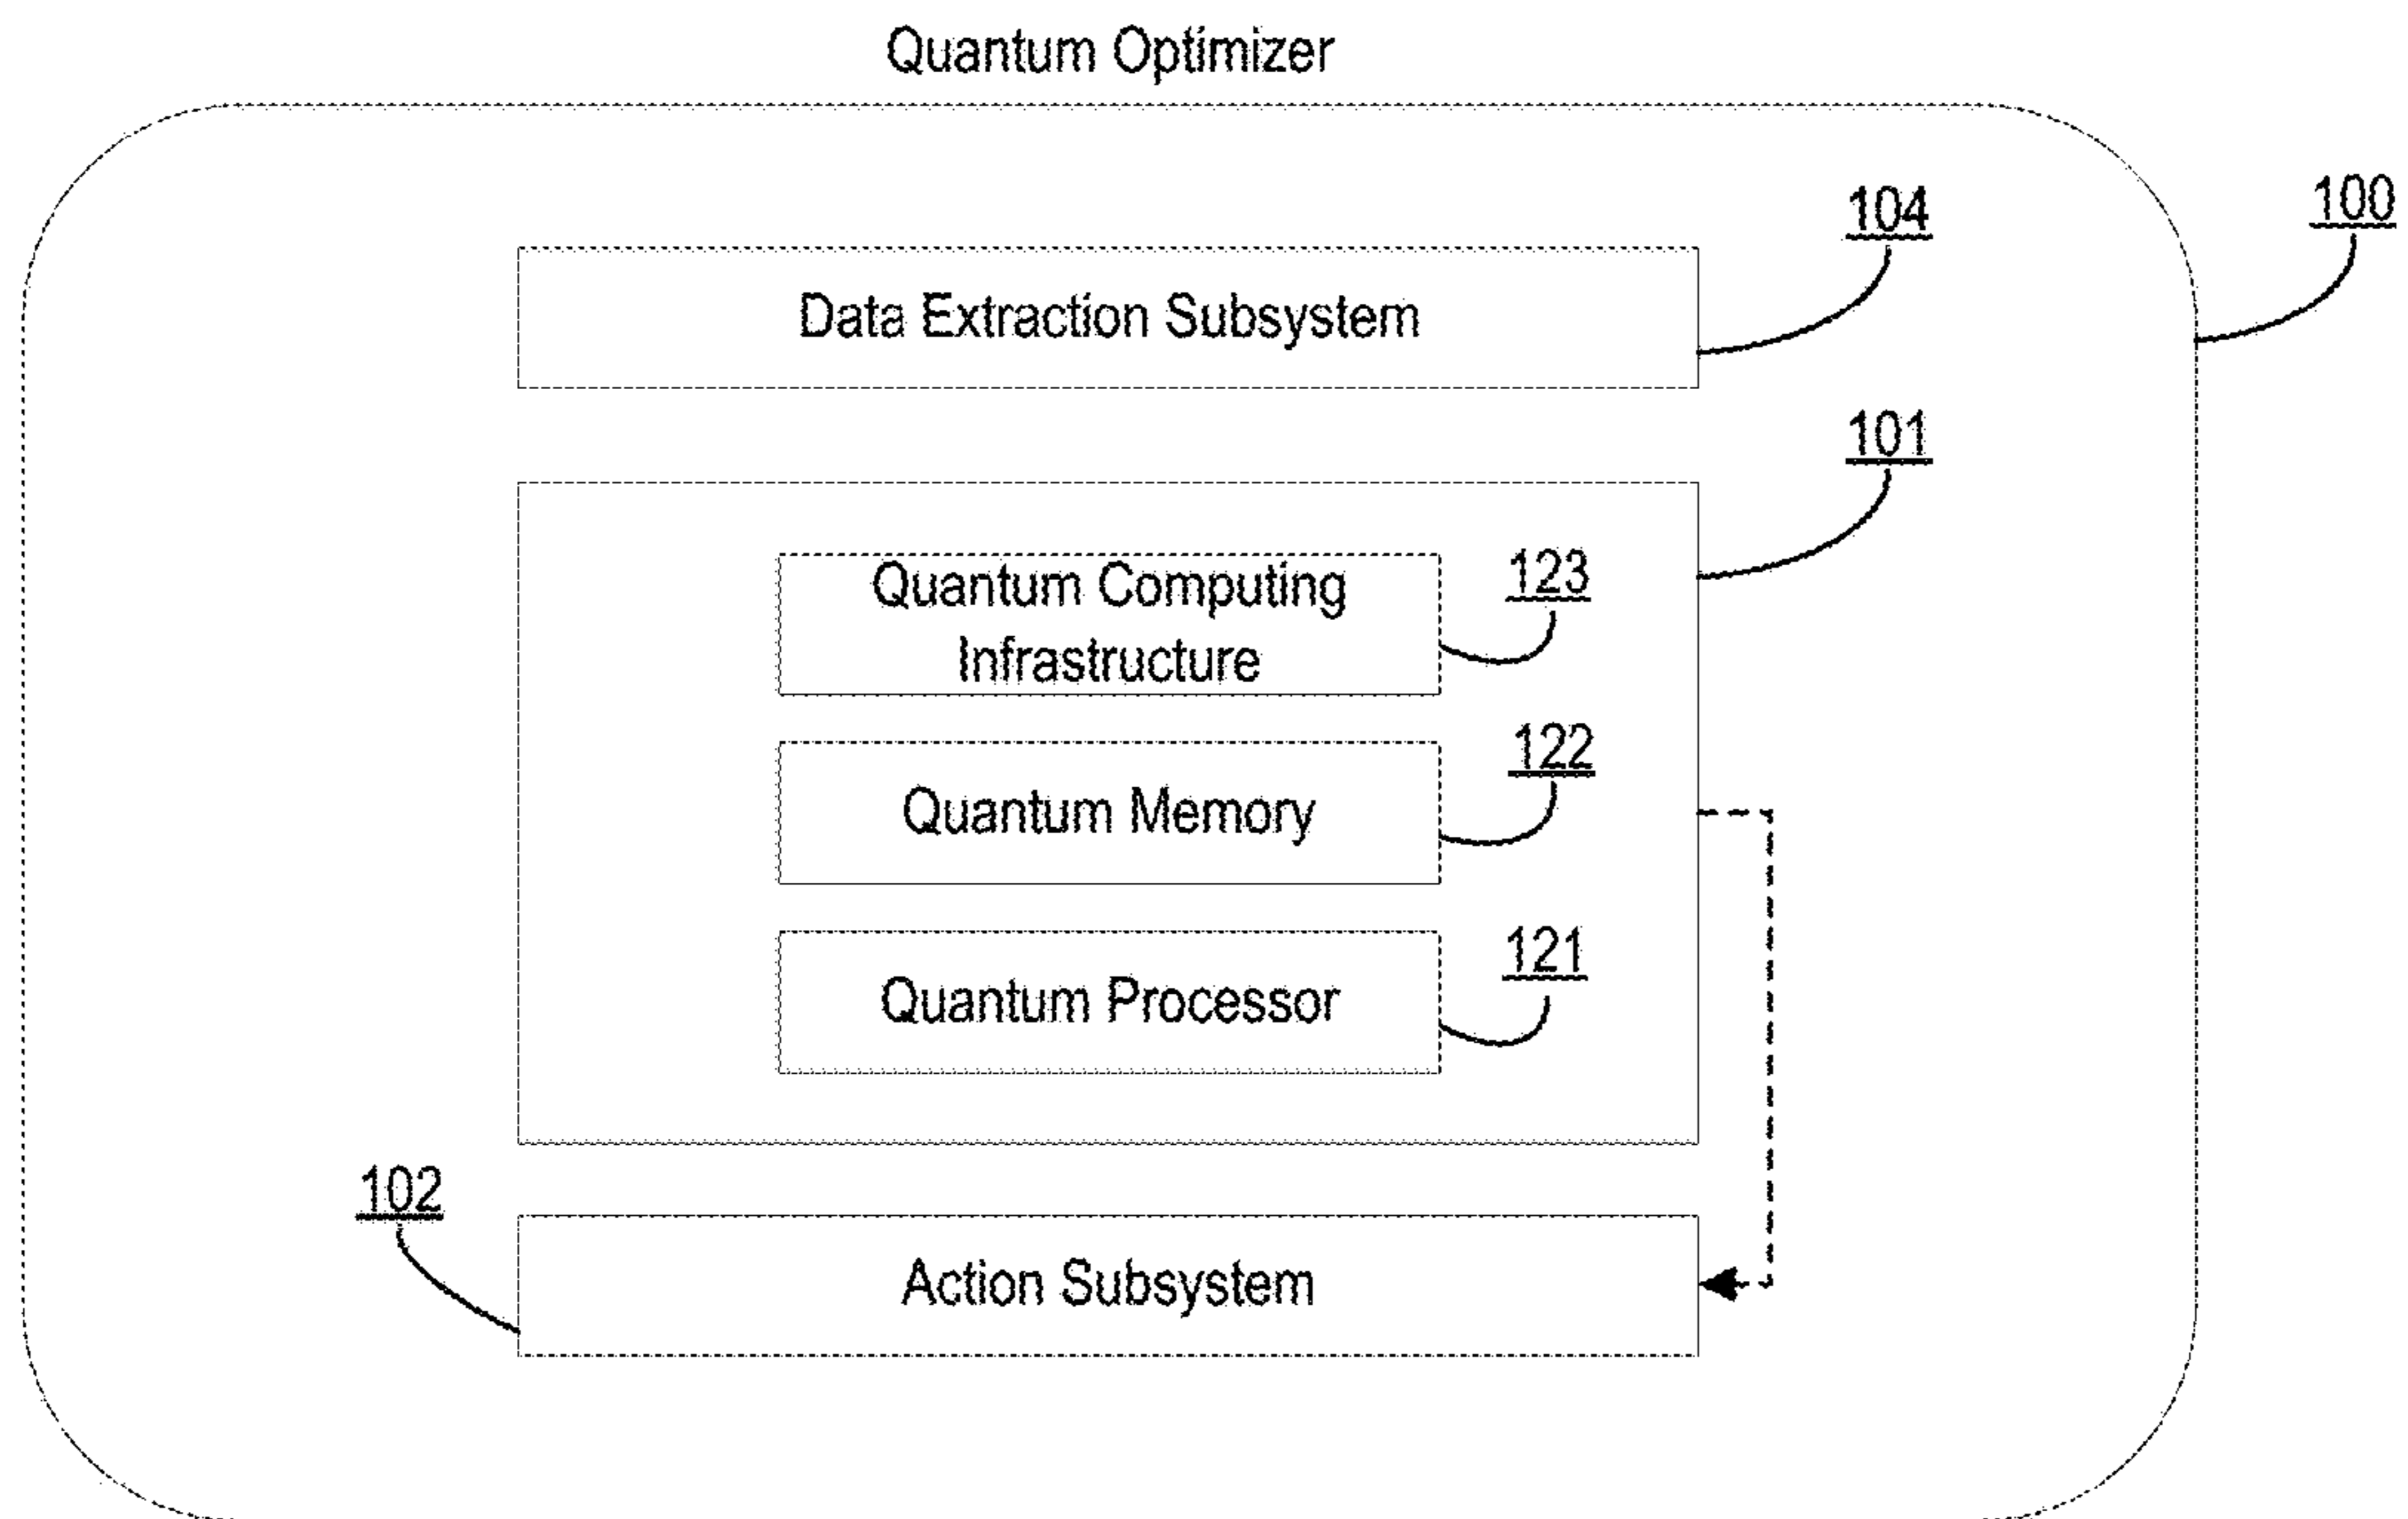 Quantum Optimizer
100
104
Data Extraction Subsystem
101
Quantum Computing
Infrastructure
123
122
Quantum Memory
121
Quantum Processor
102
Action Subsystem